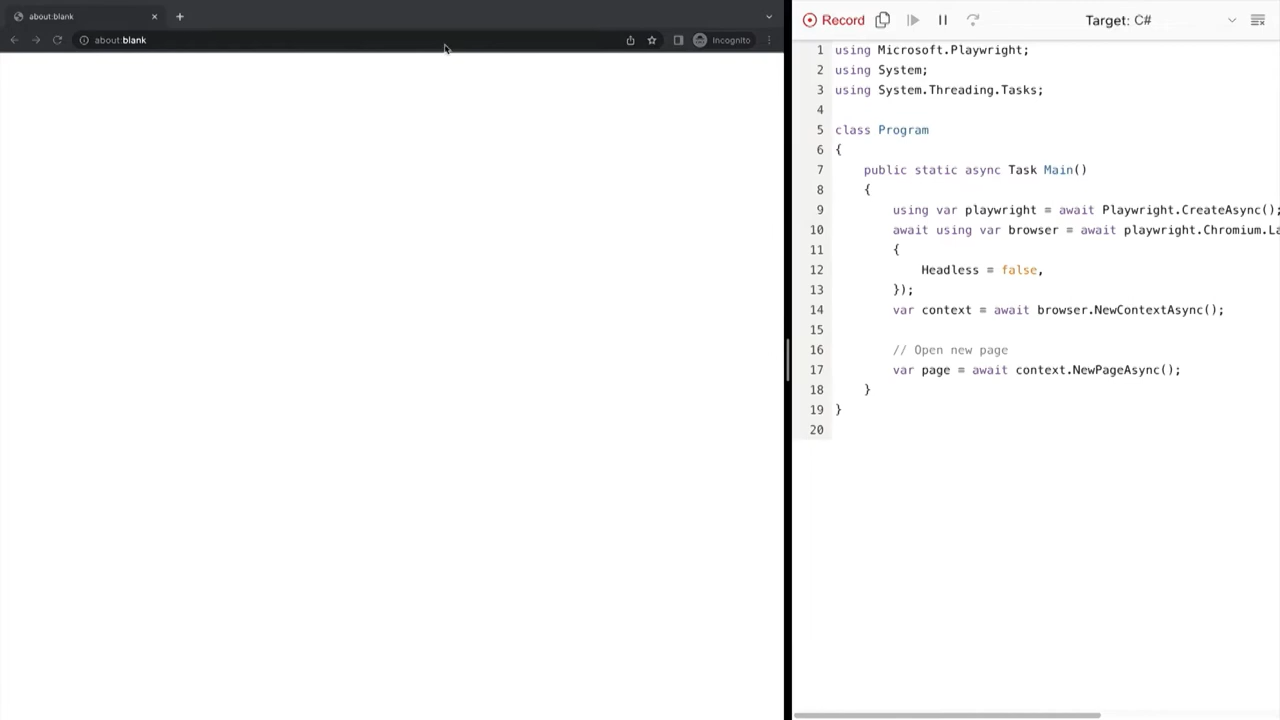 about:blank
about:blank
Incognito
Record
Target: C#
1 using Microsoft.Playwright;
2 using System;
3 using System.Threading.Tasks;
4
5 class Program
6 {
7 public static async Task Main()
8 {
9 using var playwright = await Playwright.CreateAsync();
10 await using var browser = await playwright.Chromium.La
11 {
12 Headless = false,
13 });
14 var context = await browser.NewContextAsync();
15
16 // Open new page
17 var page = await context.NewPageAsync();
18 }
19 }
20